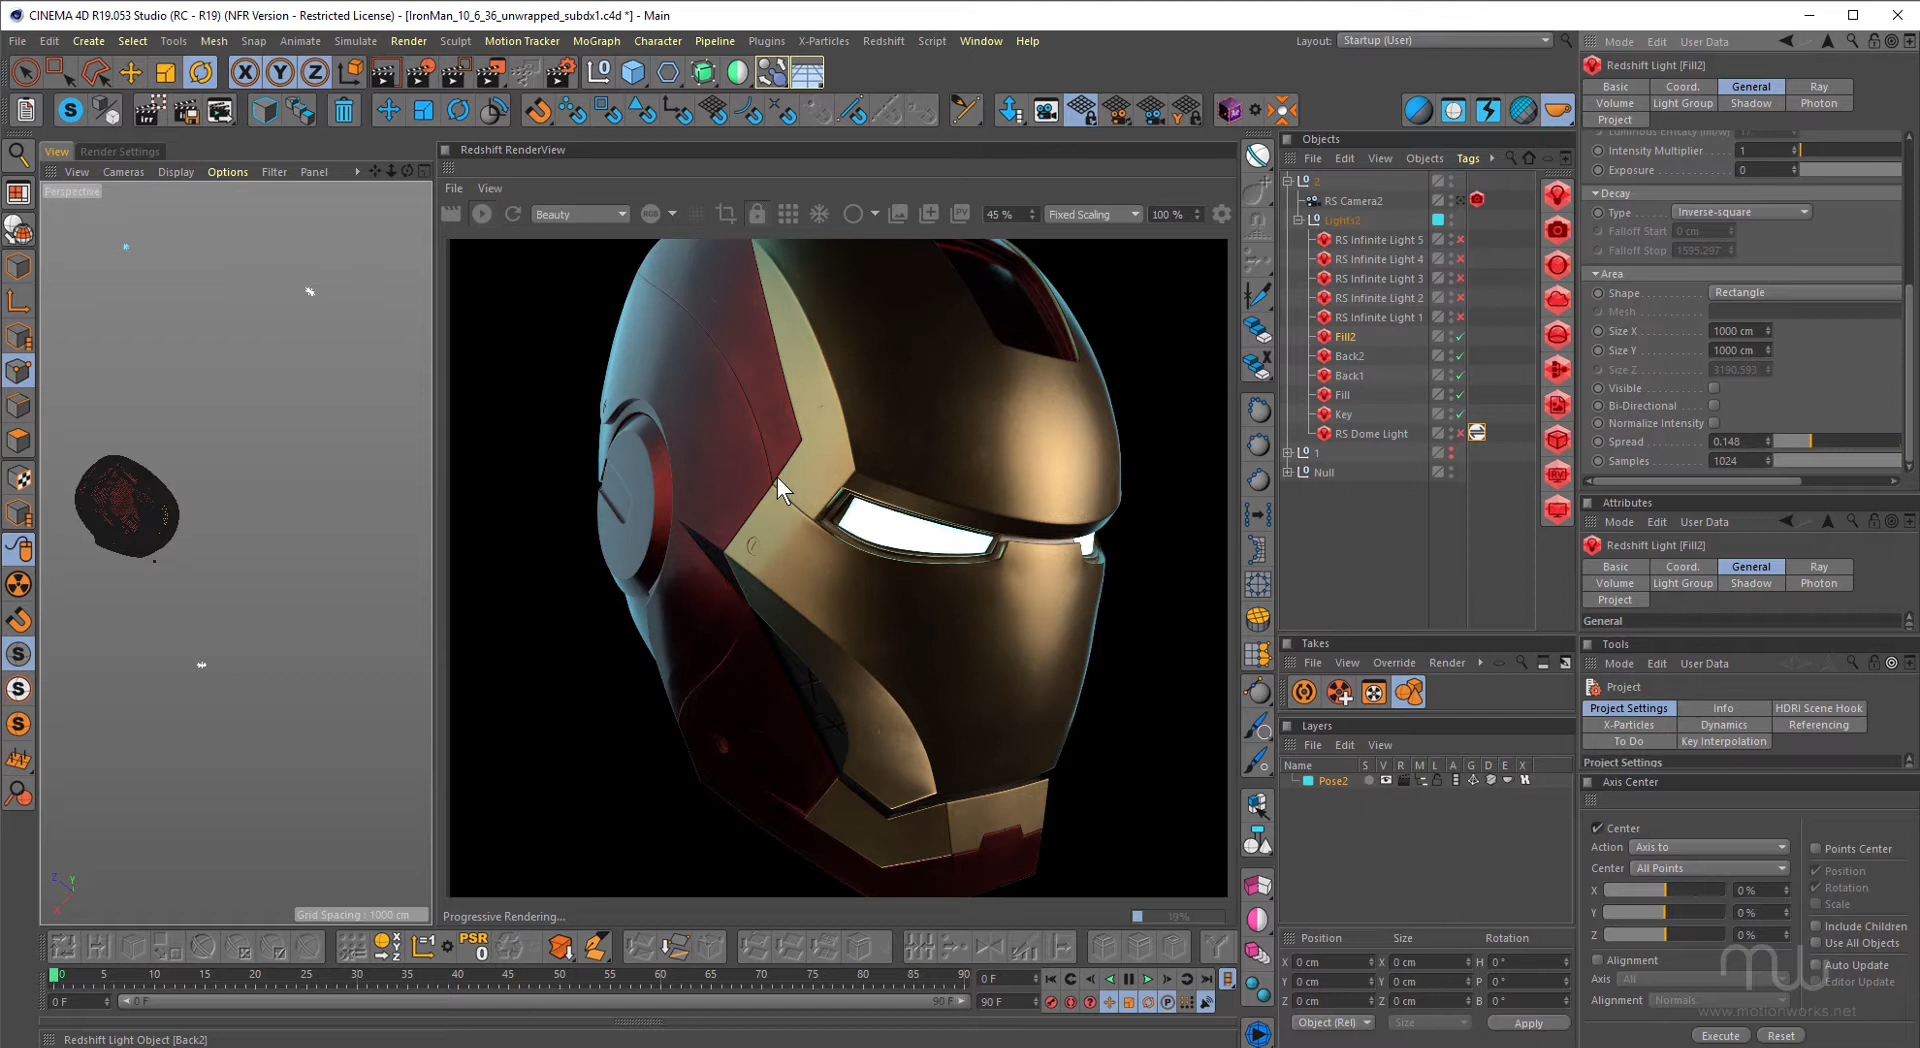 CINEMA 4D R19.053 Studio (RC - R19) (NFR Version - Restricted License) - [IronMan_10_6_36_unwrapped_subdx1.c4d *] - Main
File Edit Create Select Tools Mesh Snap Animate Simulate Render Sculpt Motion Tracker MoGraph Character Pipeline Plugins X-Particles Redshift Script Window Help
Layout: Startup (User)
Mode Edit User Data
Redshift Light [Fill2]
Basic Coord. General Ray
Volume Light Group Shadow Photon
Project
Intensity Multiplier 1
Exposure 0
Decay
Type Inverse-square
Falloff Start 0 cm
Falloff Stop 1595.297
Area
Shape Rectangle
Mesh
Size X 1000 cm
Size Y 1000 cm
Size Z 3190.593
Visible
Bi-Directional
Normalize Intensity
Spread 0.148
Samples 1024
View Render Settings
View Cameras Display Options Filter Panel
Perspective
Grid Spacing : 1000 cm
Redshift RenderView
File View
Beauty RGB PV 45 % Fixed Scaling 100 %
Progressive Rendering... 19%
Objects
File Edit View Objects Tags
2
RS Camera2
Lights2
RS Infinite Light 5
RS Infinite Light 4
RS Infinite Light 3
RS Infinite Light 2
RS Infinite Light 1
Fill2
Back2
Back1
Fill
Key
RS Dome Light
1
Null
Attributes
Mode Edit User Data
Redshift Light [Fill2]
Basic Coord. General Ray
Volume Light Group Shadow Photon
Project
General
Takes
File View Override Render
Tools
Mode Edit User Data
Project
Project Settings Info HDRI Scene Hook
X-Particles Dynamics Referencing
To Do Key Interpolation
Project Settings
Layers
File Edit View
Name S V R M L A G D E X
Pose2
Axis Center
Center
Action Axis to Points Center
Center All Points Position
X 0 % Rotation
Scale
Y 0 %
Z 0 % Include Children
Use All Objects
Alignment Auto Update
Axis All Editor Update
Alignment Normals
www.motionworks.net
Execute Reset
PSR
0
0 5 10 15 20 25 30 35 40 45 50 55 60 65 70 75 80 85 90
0 F
0 F 0 F 90 F 90 F
Position Size Rotation
X 0 cm X 0 cm H 0 °
Y 0 cm Y 0 cm P 0 °
Z 0 cm Z 0 cm B 0 °
Object (Rel) Size Apply
Redshift Light Object [Back2]